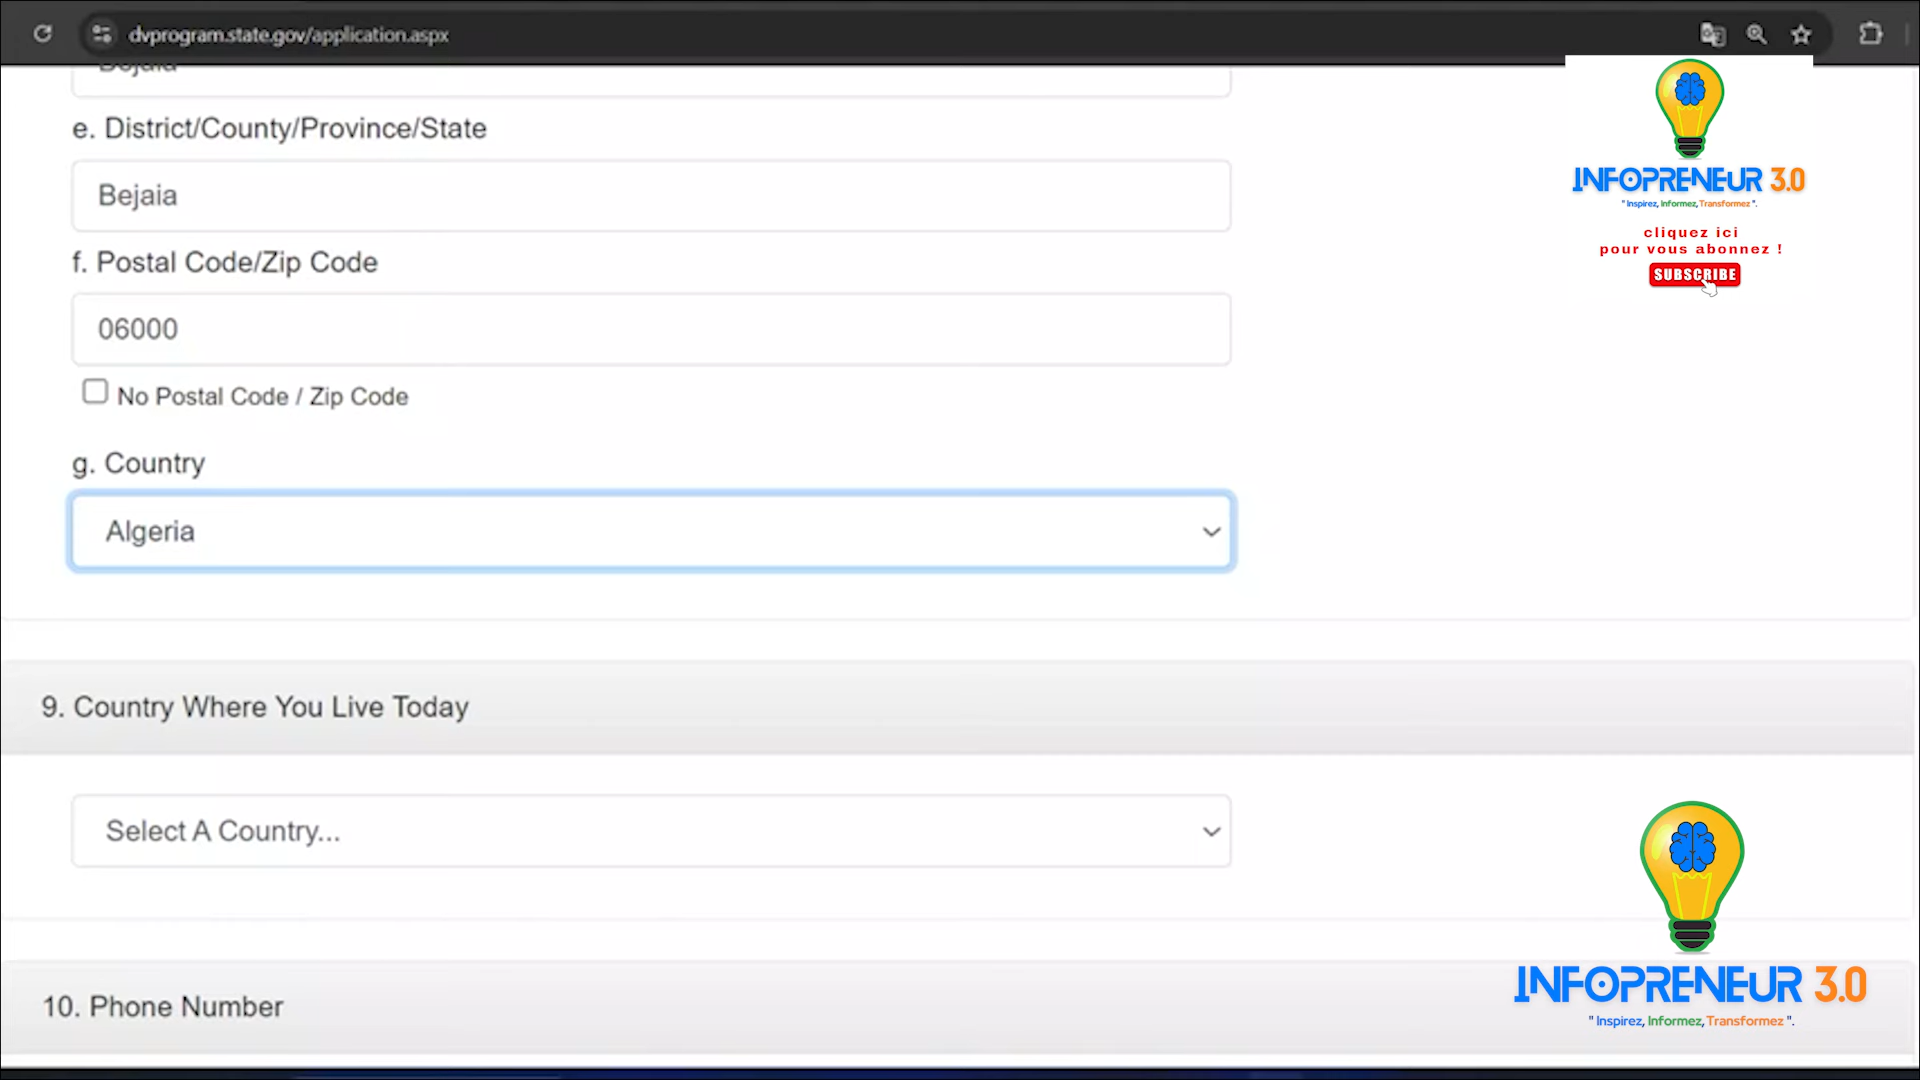 dvprogram.state.gov/application.aspx
Bejaia
e. District/County/Province/State
Bejaia
f. Postal Code/Zip Code
06000
No Postal Code / Zip Code
g. Country
Algeria
9. Country Where You Live Today
Select A Country...
10. Phone Number
INFOPRENEUR 3.0
" Inspirez, Informez, Transformez ".
cliquez ici
pour vous abonnez !
SUBSCRIBE
INFOPRENEUR 3.0
" Inspirez, Informez, Transformez ".